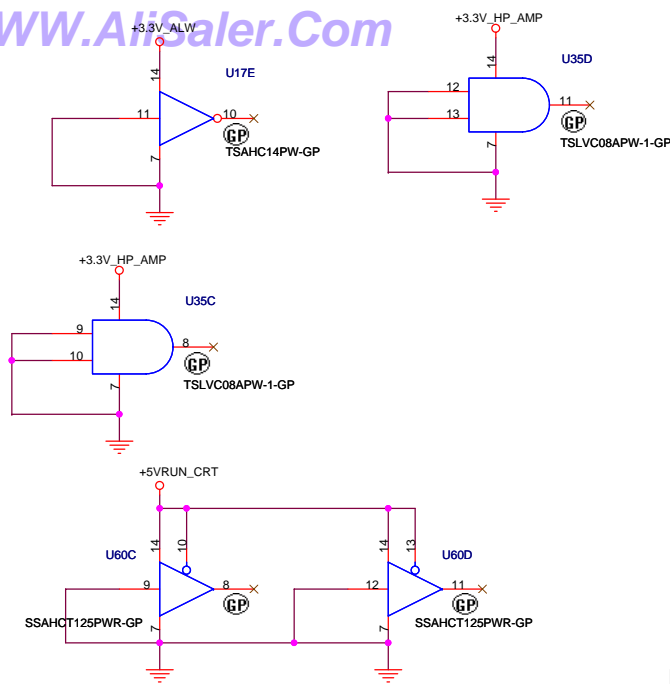 WW.AliSaler.Com
+3.3V_ALW
14
U17E
11
10
GP
7
TSAHC14PW-GP
+3.3V_HP_AMP
14
U35D
12
13
11
GP
7
TSLVC08APW-1-GP
+3.3V_HP_AMP
14
U35C
9
10
8
GP
7
TSLVC08APW-1-GP
+5VRUN_CRT
14
10
U60C
9
8
GP
7
SSAHCT125PWR-GP
14
13
U60D
12
11
GP
7
SSAHCT125PWR-GP